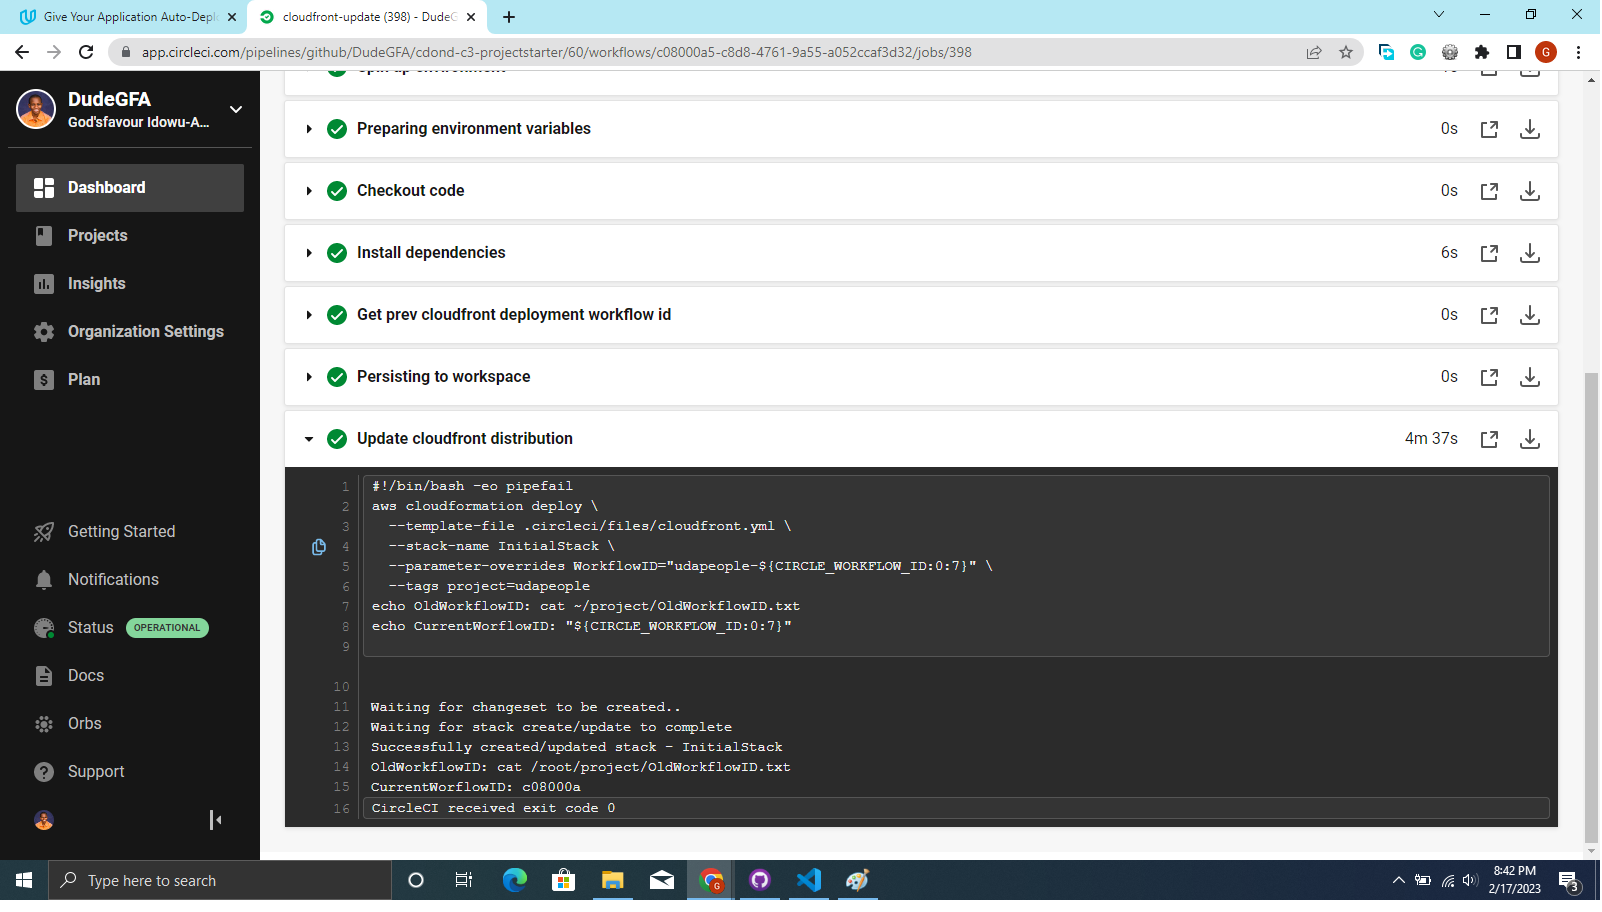 Give Your Application Auto-Depl
cloudfront-update (398) - DudeG
app.circleci.com/pipelines/github/DudeGFA/cdond-c3-projectstarter/60/workflows/c08000a5-c8d8-4761-9a55-a052ccaf3d32/jobs/398
G
DudeGFA
God'sfavour Idowu-A...
Dashboard
Projects
Insights
Organization Settings
Plan
Getting Started
Notifications
Status OPERATIONAL
Docs
Orbs
Support
Spin up environment
Preparing environment variables 0s
Checkout code 0s
Install dependencies 6s
Get prev cloudfront deployment workflow id 0s
Persisting to workspace 0s
Update cloudfront distribution 4m 37s
1 #!/bin/bash -eo pipefail
2 aws cloudformation deploy \
3 --template-file .circleci/files/cloudfront.yml \
4 --stack-name InitialStack \
5 --parameter-overrides WorkflowID="udapeople-${CIRCLE_WORKFLOW_ID:0:7}" \
6 --tags project=udapeople
7 echo OldWorkflowID: cat ~/project/OldWorkflowID.txt
8 echo CurrentWorflowID: "${CIRCLE_WORKFLOW_ID:0:7}"
9
10
11 Waiting for changeset to be created..
12 Waiting for stack create/update to complete
13 Successfully created/updated stack - InitialStack
14 OldWorkflowID: cat /root/project/OldWorkflowID.txt
15 CurrentWorflowID: c08000a
16 CircleCI received exit code 0
Type here to search
G
8:42 PM
2/17/2023
3